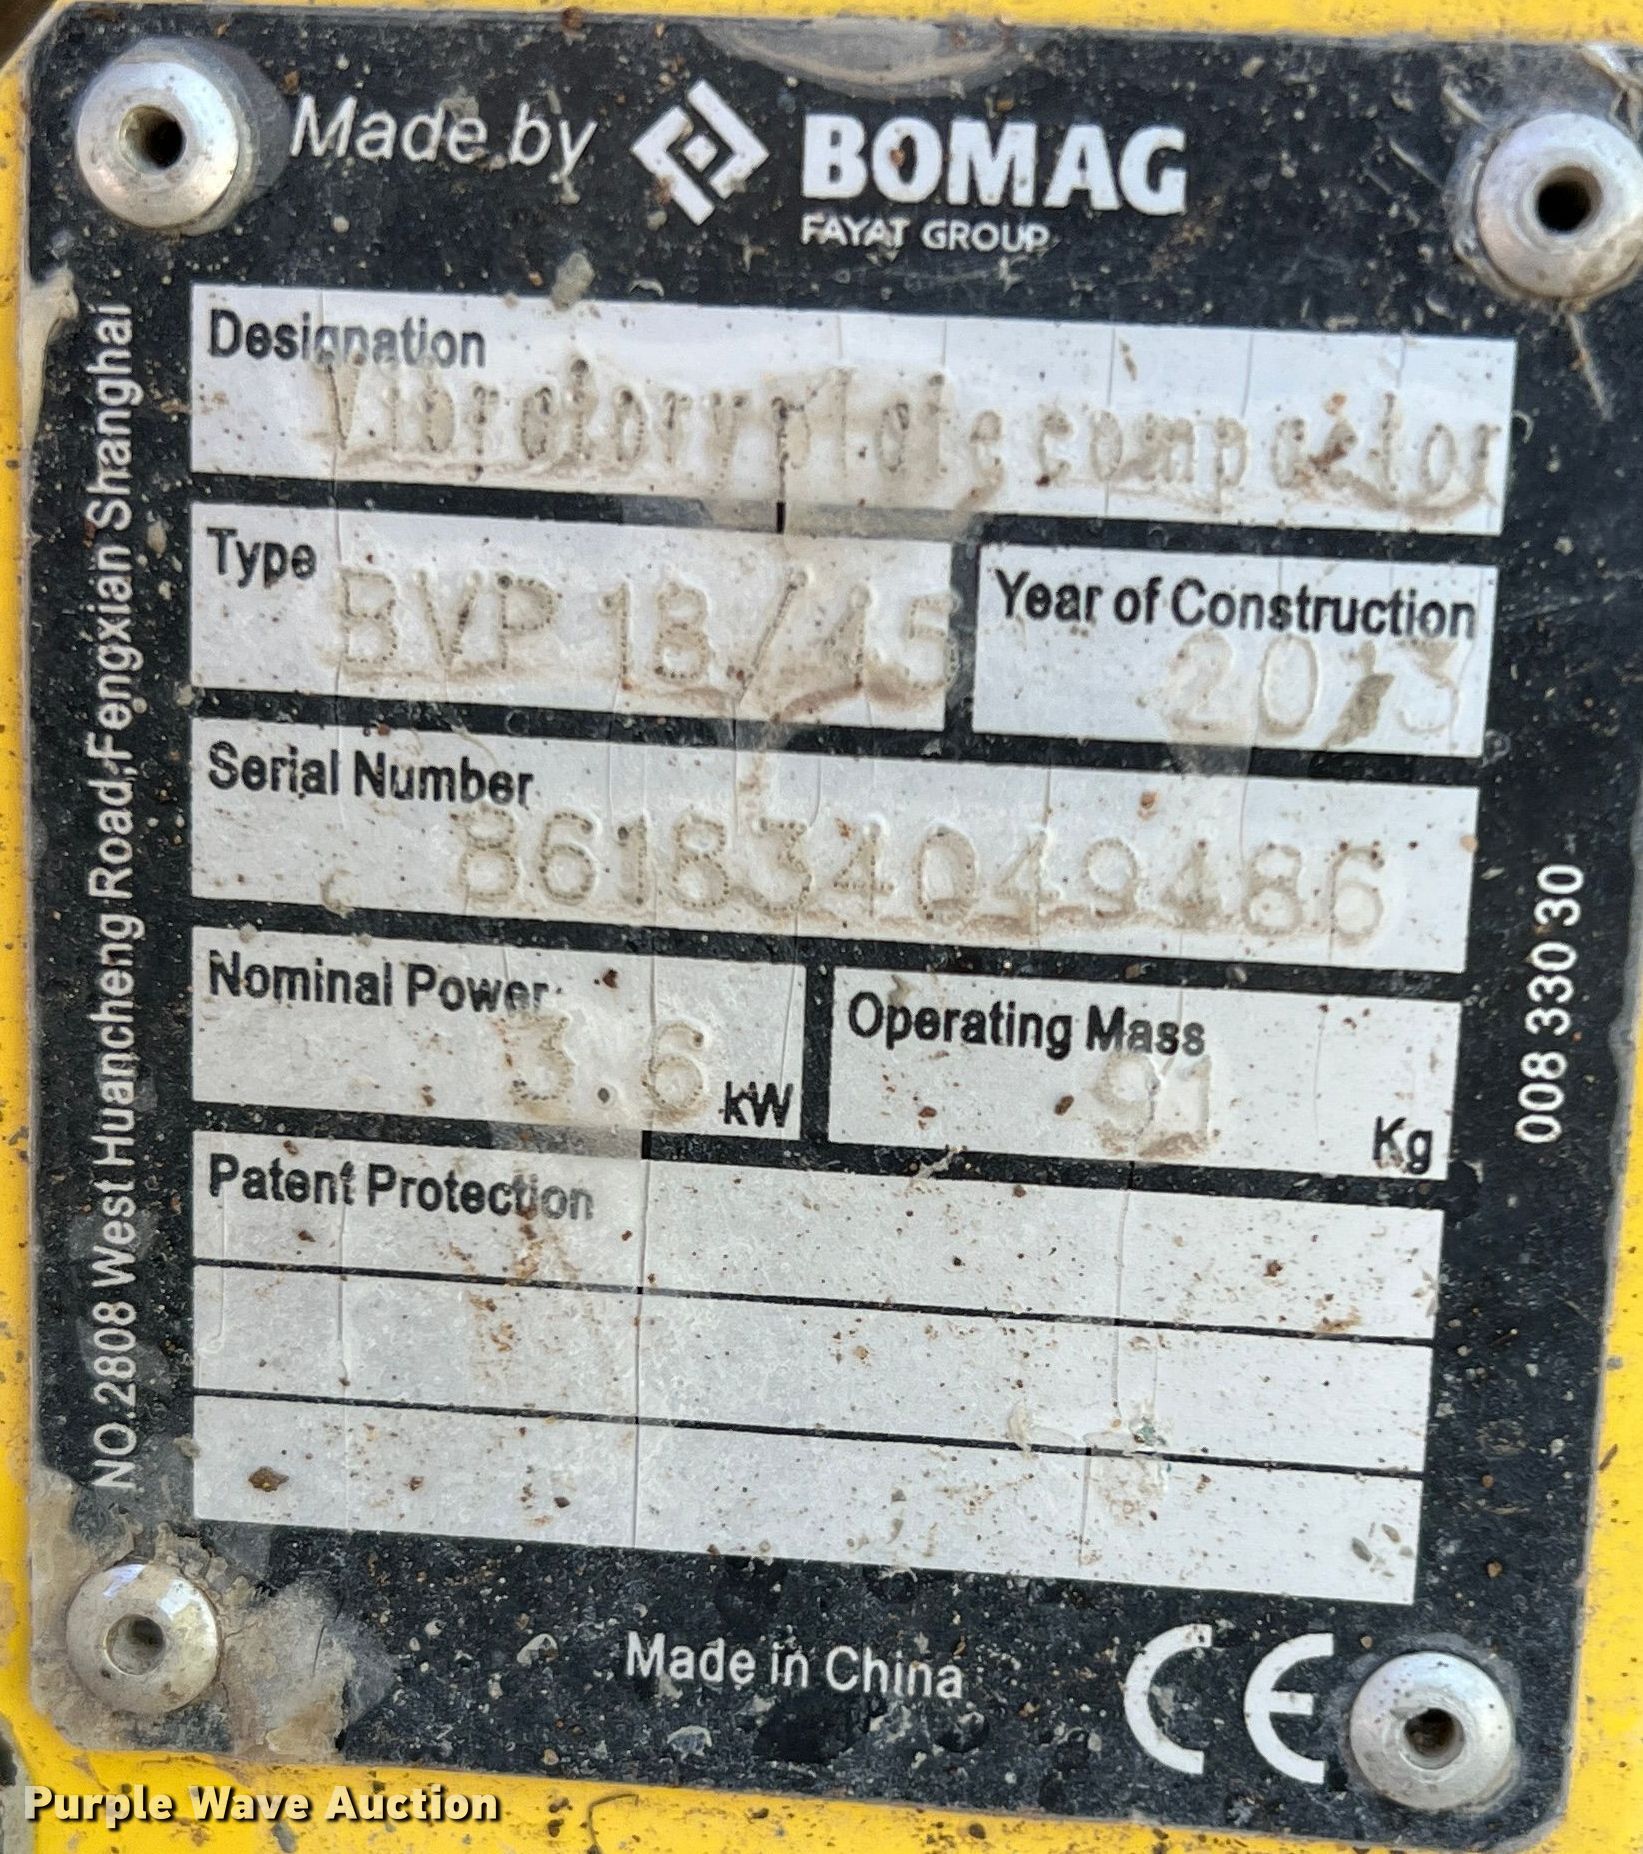 Made by BOMAG
FAYAT GROUP
Designation
Vibratory plate compactor
Type
BVP 18/45
Year of Construction
Serial Number
861834049486
Nominal Power
3.6 kW
Operating Mass
91 Kg
Patent Protection
Made in China
CE
NO.2808 West Huancheng Road,Fengxian Shanghai
008 330 30
Purple Wave Auction